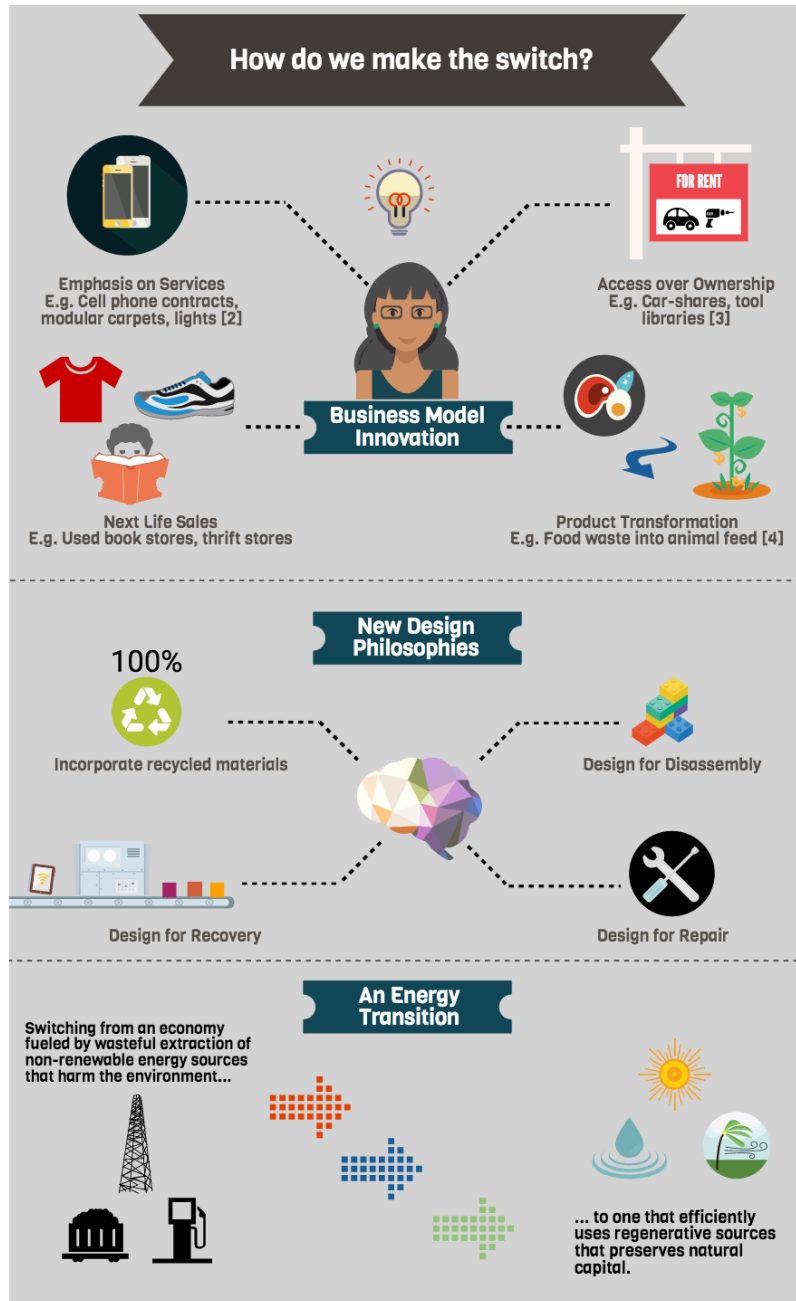 How do we make the switch?
FOR RENT
Emphasis on Services
E.g. Cell phone contracts,
modular carpets, lights [2]
Access over Ownership
E.g. Car-shares, tool
libraries [3]
Business Model
Innovation
Next Life Sales
E.g. Used book stores, thrift stores
Product Transformation
E.g. Food waste into animal feed [4]
New Design
Philosophies
100%
Incorporate recycled materials
Design for Disassembly
Design for Recovery
Design for Repair
An Energy
Transition
Switching from an economy
fueled by wasteful extraction of
non-renewable energy sources
that harm the environment...
... to one that efficiently
uses regenerative sources
that preserves natural
capital.